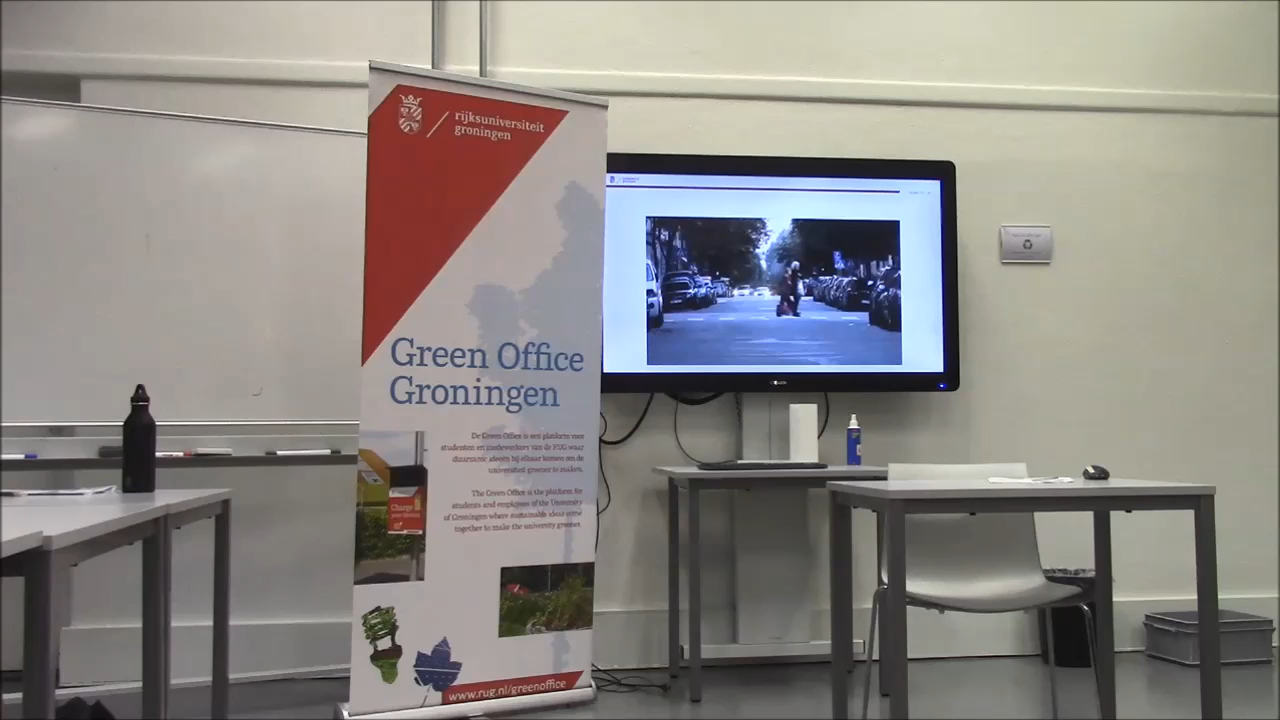 rijksuniversiteit
groningen
Green Office
Groningen
De Green Office is een platform voor
studenten en medewerkers van de RUG waar
duurzame ideeën bij elkaar komen om de
universiteit groener te maken.
The Green Office is the platform for
students and employees of the University
of Groningen where sustainable ideas come
together to make the university greener.
Charge
www.rug.nl/greenoffice